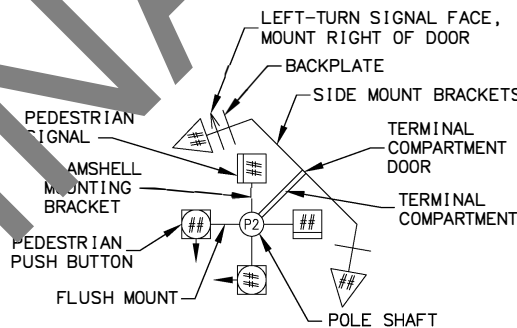 LEFT-TURN SIGNAL FACE,
MOUNT RIGHT OF DOOR
BACKPLATE
SIDE MOUNT BRACKETS
PEDESTRIAN
SIGNAL
TERMINAL
COMPARTMENT
DOOR
AMSHELL
MOUNTING
BRACKET
TERMINAL
COMPARTMENT
PEDESTRIAN
PUSH BUTTON
FLUSH MOUNT
POLE SHAFT
##
##
##
P2
##
##
##